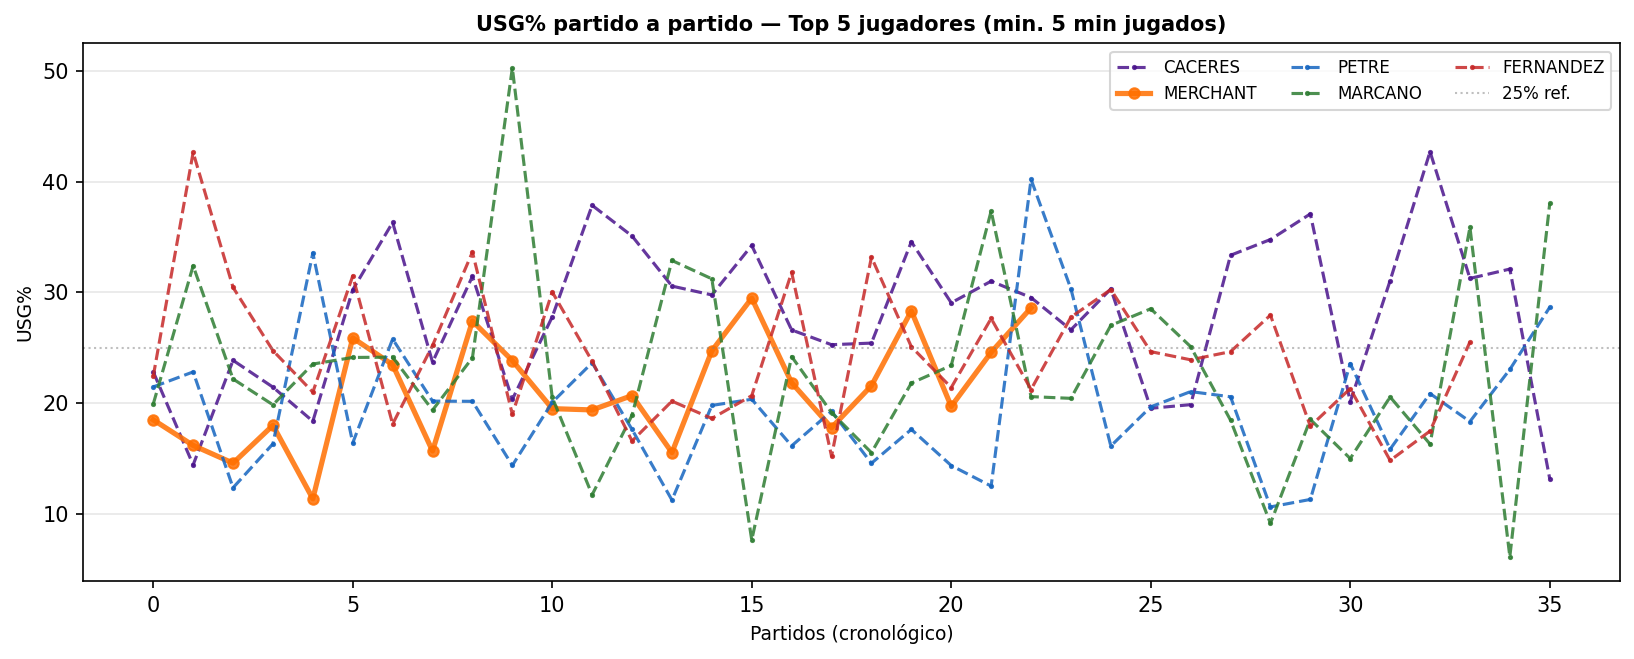 USG% partido a partido — Top 5 jugadores (min. 5 min jugados)
CACERES PETRE FERNANDEZ
MERCHANT MARCANO 25% ref.
50
40
30
20
10
USG%
0 5 10 15 20 25 30 35
Partidos (cronológico)